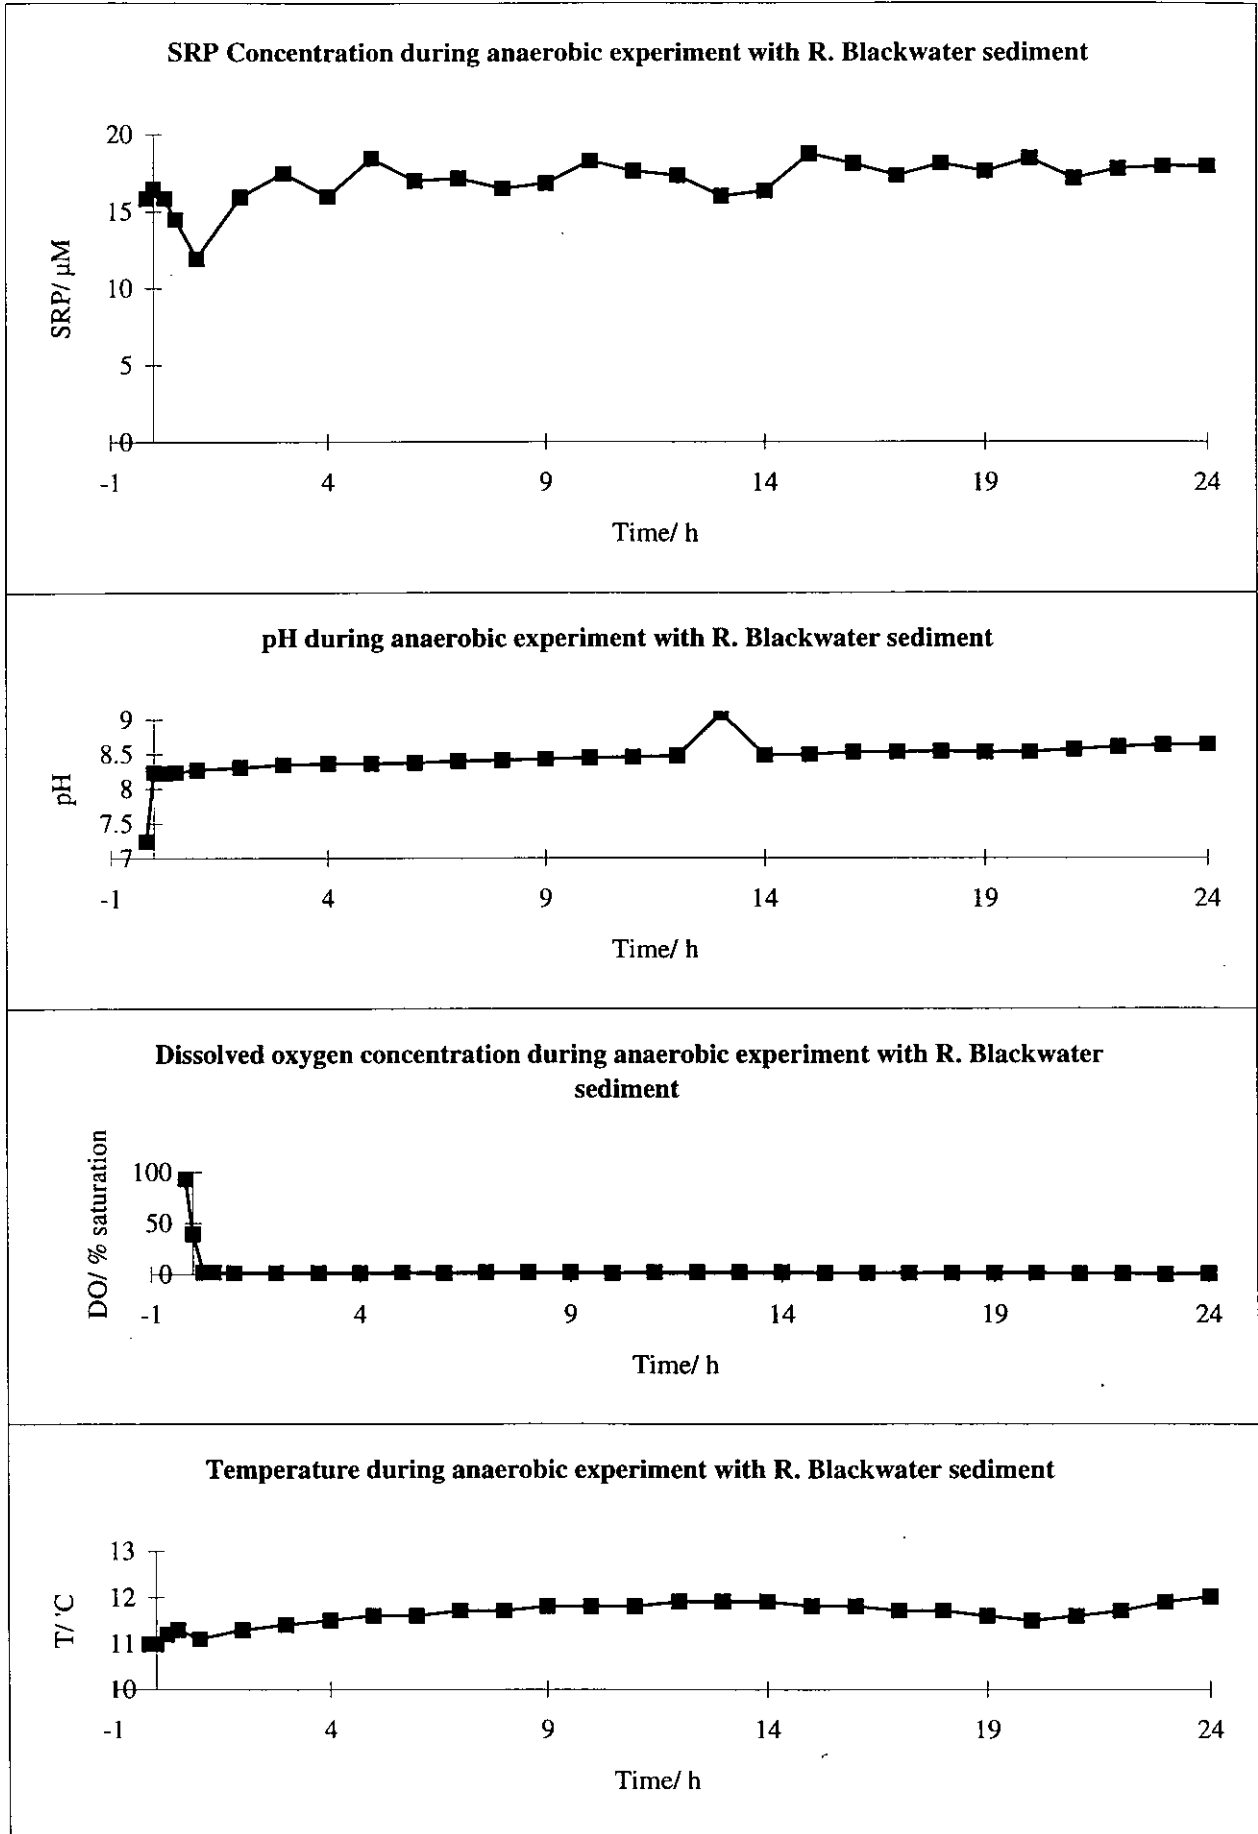 SRP Concentration during anaerobic experiment with R. Blackwater sediment
20
15
10
5
0
SRP/ µM
-1 4 9 14 19 24
Time/ h
pH during anaerobic experiment with R. Blackwater sediment
9
8.5
8
7.5
7
pH
-1 4 9 14 19 24
Time/ h
Dissolved oxygen concentration during anaerobic experiment with R. Blackwater
sediment
100
50
0
DO/ % saturation
-1 4 9 14 19 24
Time/ h
Temperature during anaerobic experiment with R. Blackwater sediment
13
12
11
10
T/ 'C
-1 4 9 14 19 24
Time/ h